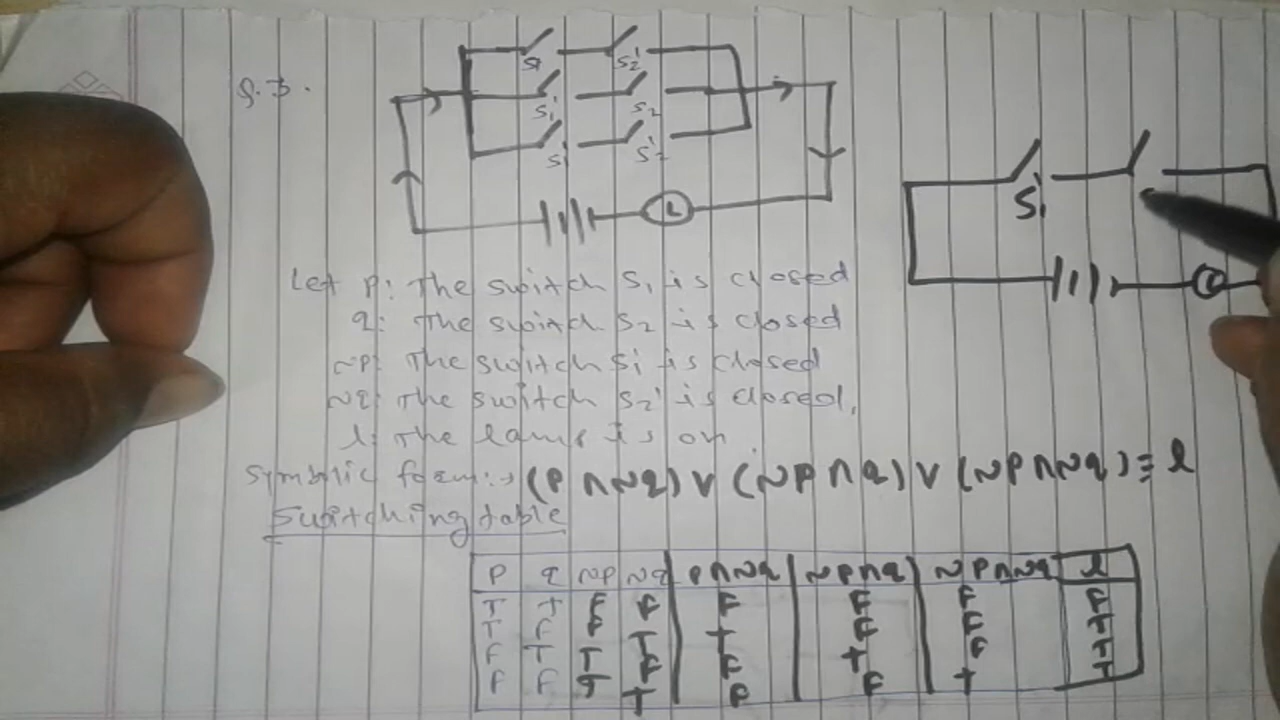 Q.3.
S1 S2'
S1' S2
S1' S2'
L
S1'
L
Let p: The switch S1 is closed
q: The switch S2 is closed
~p: The switch S1' is closed
~q: The switch S2' is closed.
l: The lamp is on.
Symbolic form:→ (p ∧ ~q) ∨ (~p ∧ q) ∨ (~p ∧ ~q) ≡ l
Switching table
p q ~p ~q p∧~q ~p∧q ~p∧~q l
T T F F F F F F
T F F T T F F T
F T T F F T F T
F F T T F F T T